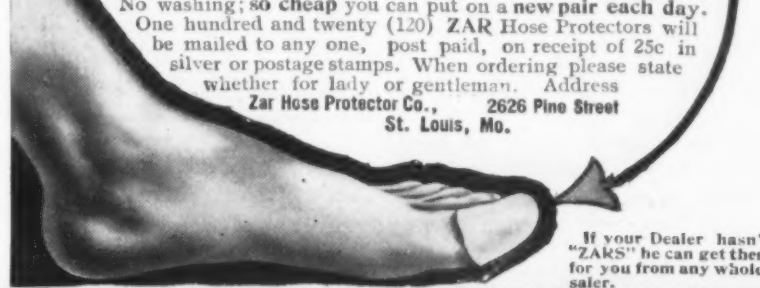 No washing; so cheap you can put on a new pair each day.
One hundred and twenty (120) ZAR Hose Protectors will
be mailed to any one, post paid, on receipt of 25c in
silver or postage stamps. When ordering please state
whether for lady or gentleman. Address
Zar Hose Protector Co., 2626 Pine Street
St. Louis, Mo.
If your Dealer hasn'
"ZARS" he can get them
for you from any whole
saler.